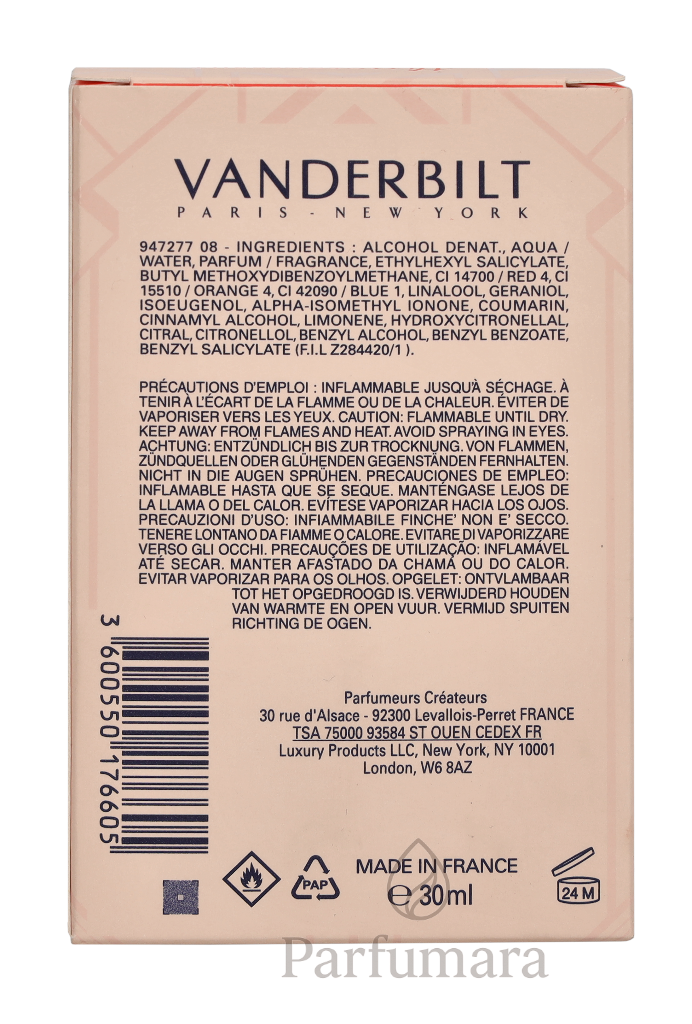 VANDERBILT
PARIS - NEW YORK
947277 08 - INGREDIENTS : ALCOHOL DENAT., AQUA /
WATER, PARFUM / FRAGRANCE, ETHYLHEXYL SALICYLATE,
BUTYL METHOXYDIBENZOYLMETHANE, CI 14700 / RED 4, CI
15510 / ORANGE 4, CI 42090 / BLUE 1, LINALOOL, GERANIOL,
ISOEUGENOL, ALPHA-ISOMETHYL IONONE, COUMARIN,
CINNAMYL ALCOHOL, LIMONENE, HYDROXYCITRONELLAL,
CITRAL, CITRONELLOL, BENZYL ALCOHOL, BENZYL BENZOATE,
BENZYL SALICYLATE (F.I.L Z284420/1 ).
PRÉCAUTIONS D'EMPLOI : INFLAMMABLE JUSQU'À SÉCHAGE. À
TENIR À L'ÉCART DE LA FLAMME OU DE LA CHALEUR. ÉVITER DE
VAPORISER VERS LES YEUX. CAUTION: FLAMMABLE UNTIL DRY.
KEEP AWAY FROM FLAMES AND HEAT. AVOID SPRAYING IN EYES.
ACHTUNG: ENTZÜNDLICH BIS ZUR TROCKNUNG. VON FLAMMEN,
ZÜNDQUELLEN ODER GLÜHENDEN GEGENSTÄNDEN FERNHALTEN.
NICHT IN DIE AUGEN SPRÜHEN. PRECAUCIONES DE EMPLEO:
INFLAMABLE HASTA QUE SE SEQUE. MANTÉNGASE LEJOS DE
LA LLAMA O DEL CALOR. EVÍTESE VAPORIZAR HACIA LOS OJOS.
PRECAUZIONI D'USO: INFIAMMABILE FINCHE' NON E' SECCO.
TENERE LONTANO DA FIAMME O CALORE. EVITARE DI VAPORIZZARE
VERSO GLI OCCHI. PRECAUÇÕES DE UTILIZAÇÃO: INFLAMÁVEL
ATÉ SECAR. MANTER AFASTADO DA CHAMA OU DO CALOR.
EVITAR VAPORIZAR PARA OS OLHOS. OPGELET: ONTVLAMBAAR
TOT HET OPGEDROOGD IS. VERWIJDERD HOUDEN
VAN WARMTE EN OPEN VUUR. VERMIJD SPUITEN
RICHTING DE OGEN.
3 600550 176605
Parfumeurs Créateurs
30 rue d'Alsace - 92300 Levallois-Perret FRANCE
TSA 75000 93584 ST OUEN CEDEX FR
Luxury Products LLC, New York, NY 10001
London, W6 8AZ
PAP
MADE IN FRANCE
℮ 30ml
24 M
Parfumara